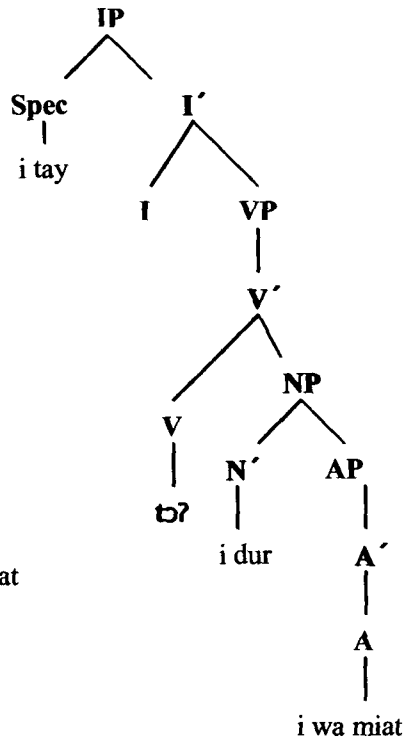 IP
Spec I´
i tay
I VP
V´
NP
V
N´ AP
tɔʔ
i dur A´
at
A
i wa miat